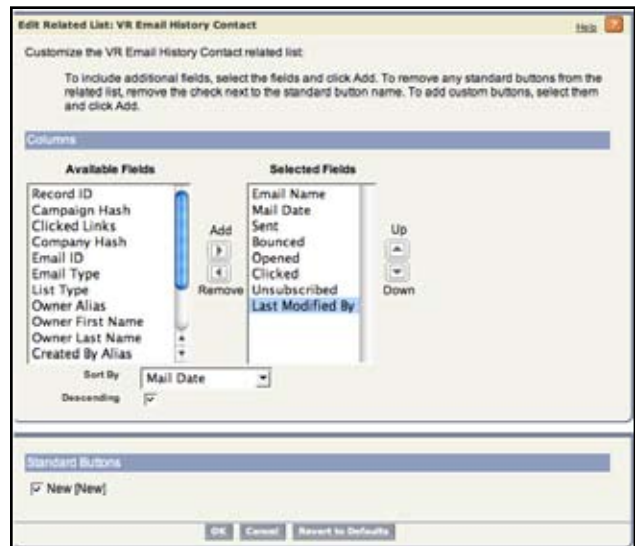 Edit Related List: VR Email History Contact
Help ?
Customize the VR Email History Contact related list:
To include additional fields, select the fields and click Add. To remove any standard buttons from the
related list, remove the check next to the standard button name. To add custom buttons, select them
and click Add.
Columns
Available Fields
Record ID
Campaign Hash
Clicked Links
Company Hash
Email ID
Email Type
List Type
Owner Alias
Owner First Name
Owner Last Name
Created By Alias
Add
Remove
Selected Fields
Email Name
Mail Date
Sent
Bounced
Opened
Clicked
Unsubscribed
Last Modified By
Up
Down
Sort By
Mail Date
Descending
Standard Buttons
New [New]
OK
Cancel
Revert to Defaults